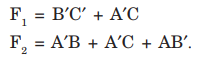 F₁ = B′C′ + A′C
F₂ = A′B + A′C + AB′.